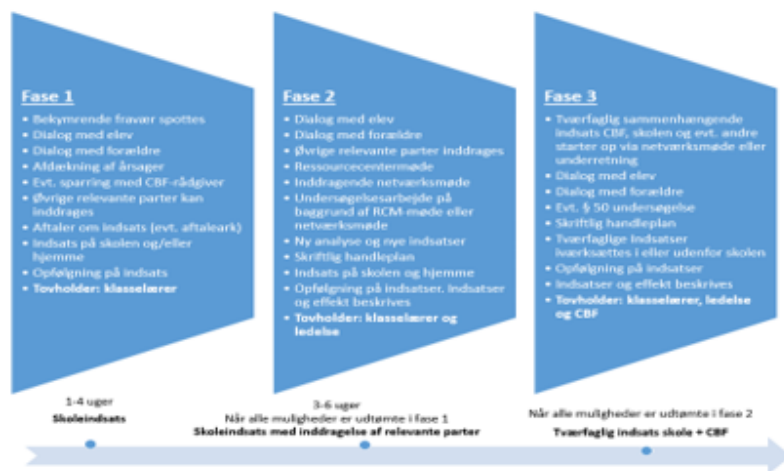 Fase 1
• Bekymrende fravær spottes
• Dialog med elev
• Dialog med forældre
• Afdækning af årsager
• Evt. sparring med CBF-rådgiver
• Øvrige relevante parter kan
inddrages
• Aftaler om indsats (evt. aftaleark)
• Indsats på skolen og/eller
hjemme
• Opfølgning på indsats
• Tovholder: klasselærer
1-4 uger
Skoleindsats
Fase 2
• Dialog med elev
• Dialog med forældre
• Øvrige relevante parter inddrages
• Ressourcecentermøde
• Inddragende netværksmøde
• Undersøgelsesarbejde på
baggrund af RCM-møde eller
netværksmøde
• Ny analyse og nye indsatser
• Skriftlig handleplan
• Indsats på skolen og hjemme
• Opfølgning på indsatser. Indsatser
og effekt beskrives
• Tovholder: klasselærer og
ledelse
3-6 uger
Når alle muligheder er udtømte i fase 1
Skoleindsats med inddragelse af relevante parter
Fase 3
• Tværfaglig sammenhængende
indsats CBF, skolen og evt. andre
starter op via netværksmøde eller
underretning
• Dialog med elev
• Dialog med forældre
• Evt. § 50 undersøgelse
• Skriftlig handleplan
• Tværfaglige indsatser
iværksættes i eller udenfor skolen
• Opfølgning på indsatser
• Indsatser og effekt beskrives
• Tovholder: klasselærer, ledelse
og CBF
Når alle muligheder er udtømte i fase 2
Tværfaglig indsats skole + CBF